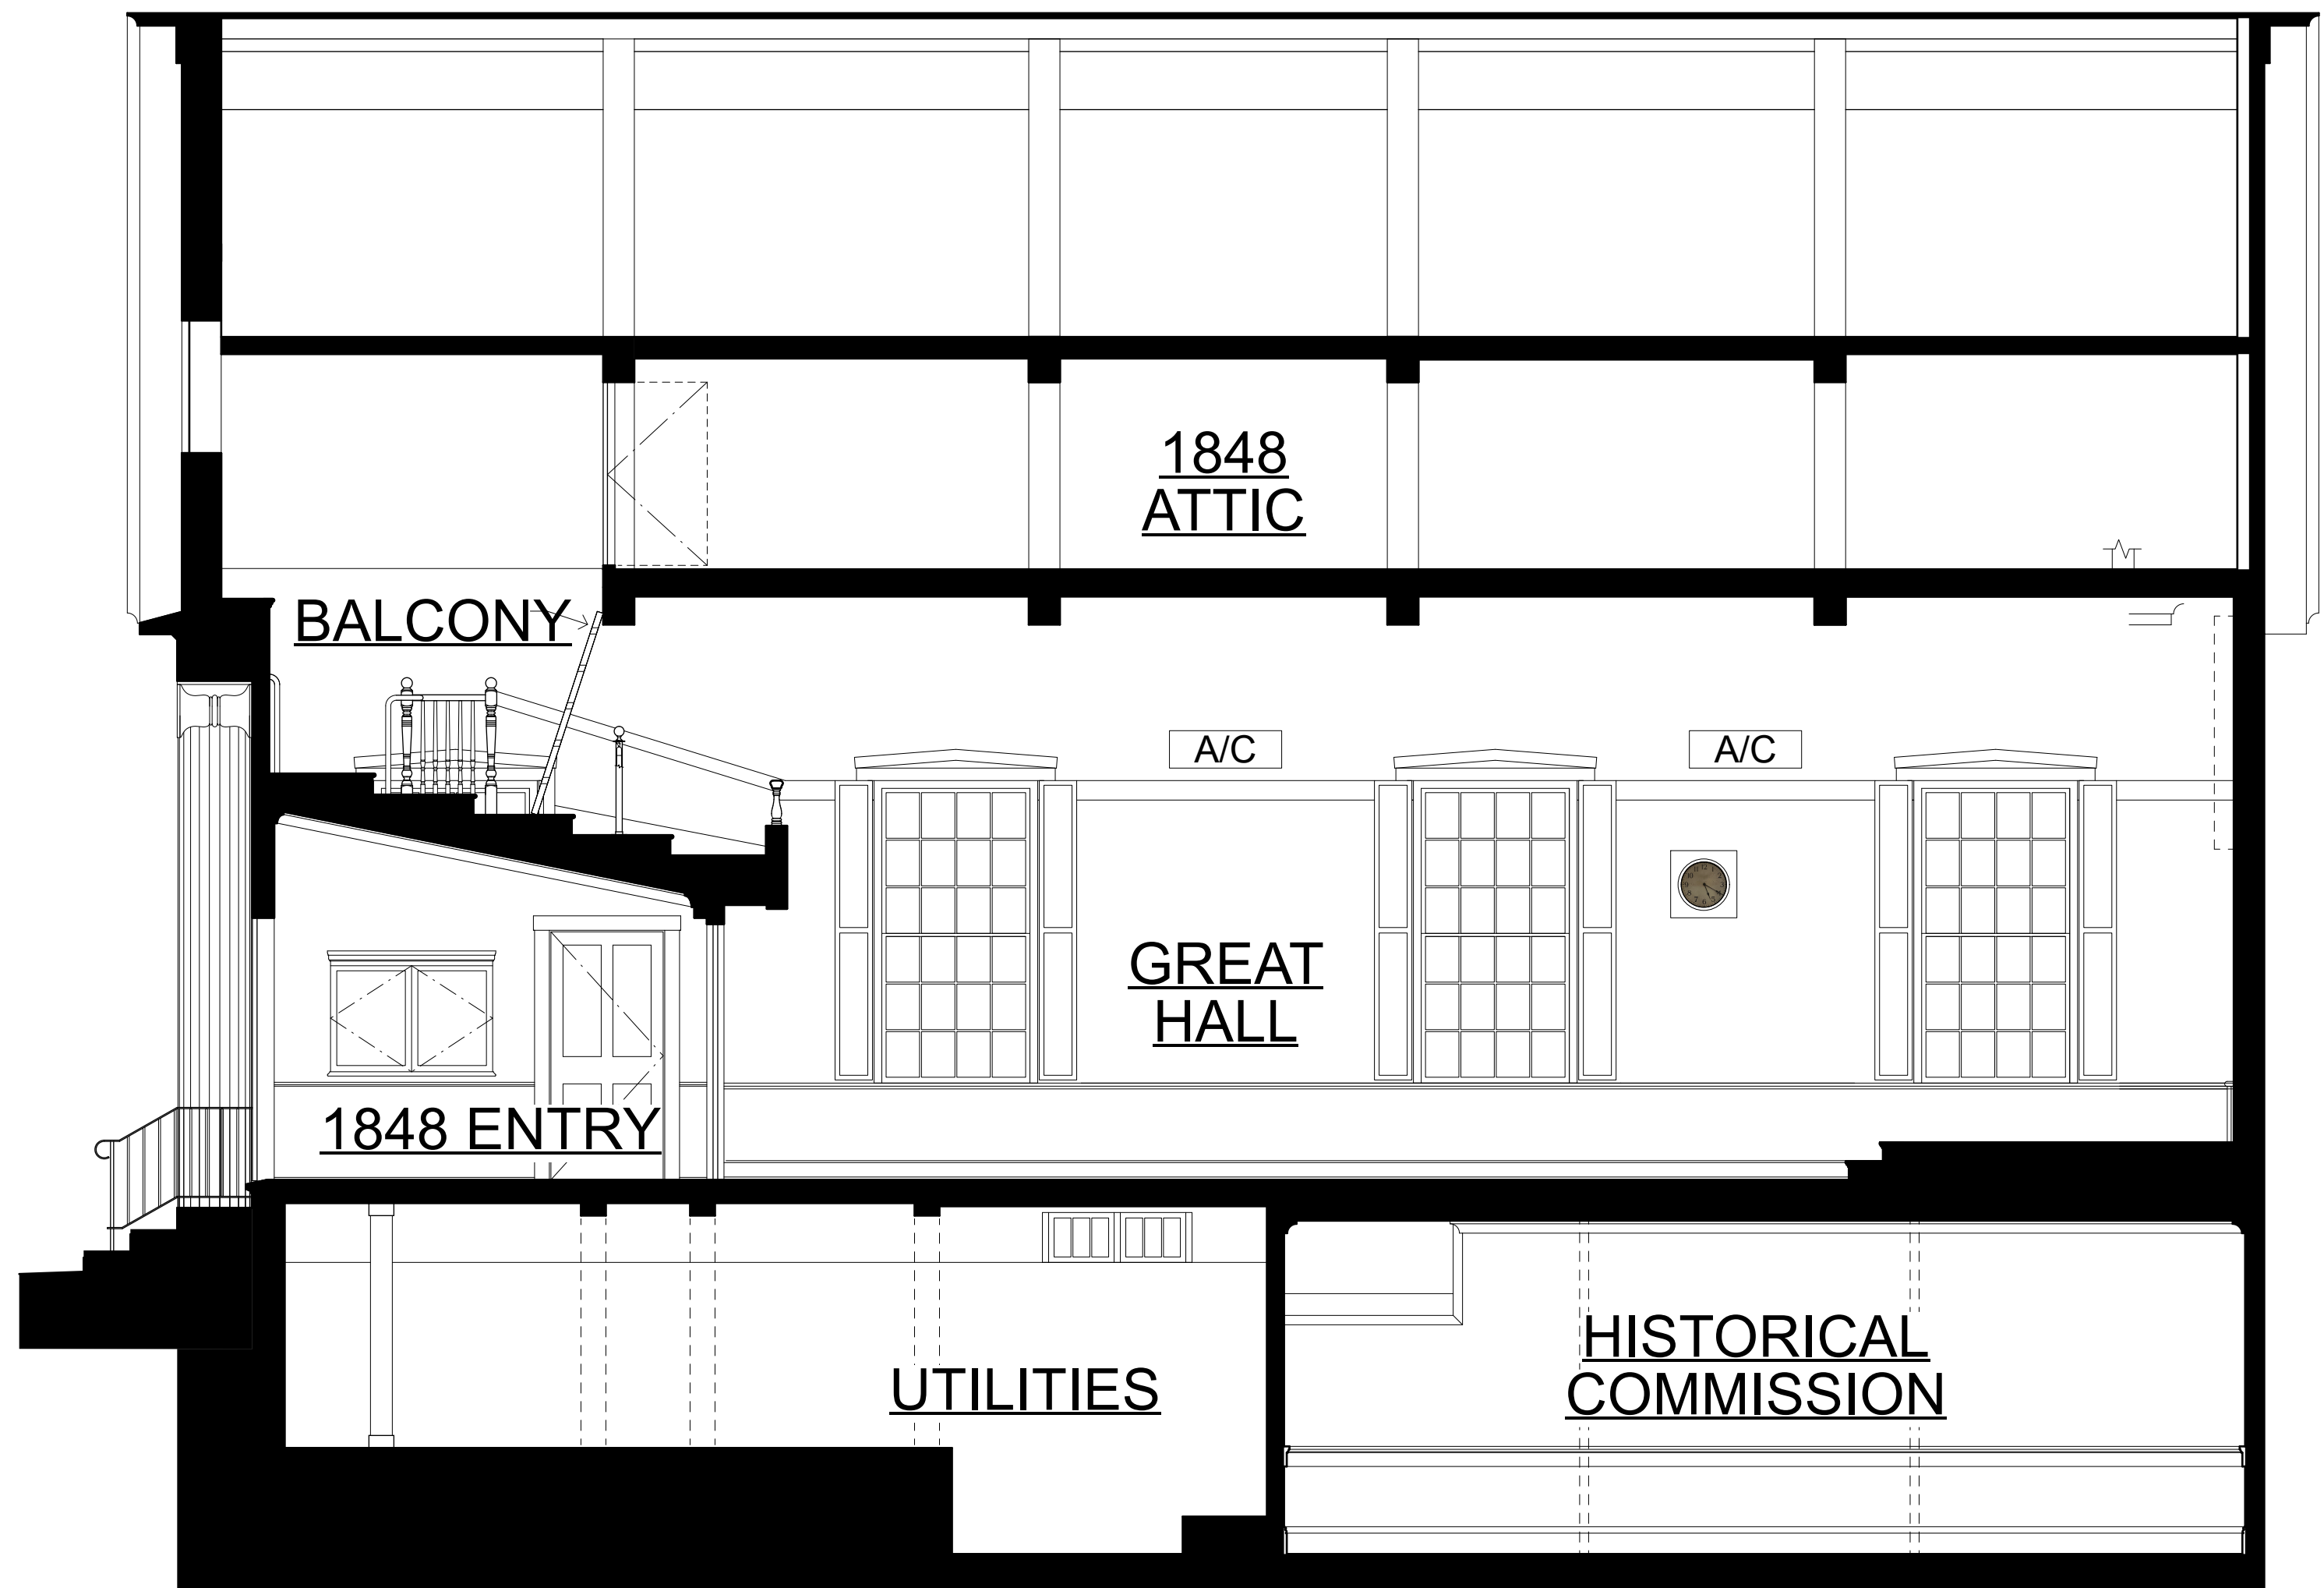 1848
ATTIC
BALCONY
A/C
A/C
GREAT
HALL
1848 ENTRY
UTILITIES
HISTORICAL
COMMISSION